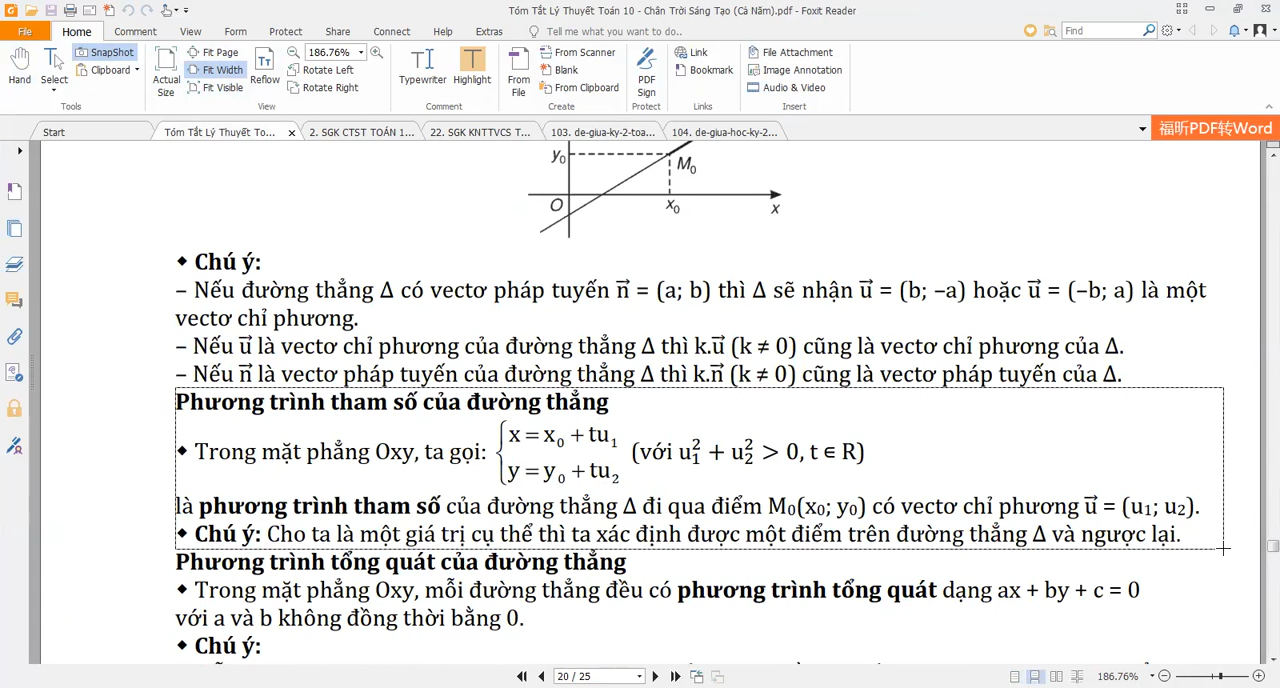 Tóm Tắt Lý Thuyết Toán 10 - Chân Trời Sáng Tạo (Cả Năm).pdf - Foxit Reader
File Home Comment View Form Protect Share Connect Help Extras Tell me what you want to do... Find
SnapShot Fit Page 186.76% From Scanner Link File Attachment
Clipboard Fit Width Rotate Left Blank Bookmark Image Annotation
Hand Select Actual Size Fit Visible Reflow Rotate Right Typewriter Highlight From File From Clipboard PDF Sign Audio & Video
Tools View Comment Create Protect Links Insert
Start Tóm Tắt Lý Thuyết To... 2. SGK CTST TOÁN 1... 22. SGK KNTTVCS T... 103. de-giua-ky-2-toa... 104. de-giua-hoc-ky-2... 福昕PDF转Word
y₀ M₀
O x₀ x
Chú ý:
– Nếu đường thẳng Δ có vectơ pháp tuyến n⃗ = (a; b) thì Δ sẽ nhận u⃗ = (b; –a) hoặc u⃗ = (–b; a) là một
vectơ chỉ phương.
– Nếu u⃗ là vectơ chỉ phương của đường thẳng Δ thì k.u⃗ (k ≠ 0) cũng là vectơ chỉ phương của Δ.
– Nếu n⃗ là vectơ pháp tuyến của đường thẳng Δ thì k.n⃗ (k ≠ 0) cũng là vectơ pháp tuyến của Δ.
Phương trình tham số của đường thẳng
Trong mặt phẳng Oxy, ta gọi: { x = x₀ + tu₁ y = y₀ + tu₂ (với u₁² + u₂² > 0, t ∈ R)
là phương trình tham số của đường thẳng Δ đi qua điểm M₀(x₀; y₀) có vectơ chỉ phương u⃗ = (u₁; u₂).
Chú ý: Cho ta là một giá trị cụ thể thì ta xác định được một điểm trên đường thẳng Δ và ngược lại.
Phương trình tổng quát của đường thẳng
Trong mặt phẳng Oxy, mỗi đường thẳng đều có phương trình tổng quát dạng ax + by + c = 0
với a và b không đồng thời bằng 0.
Chú ý:
20 / 25 186.76%